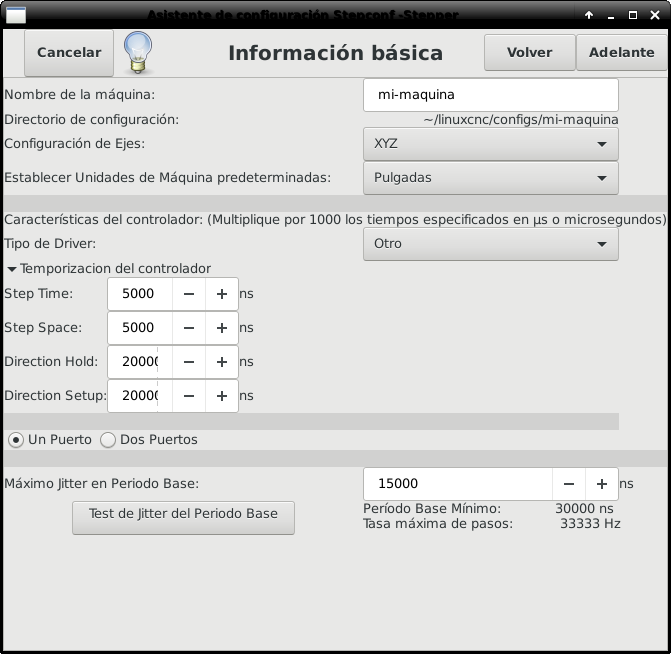 Asistente de configuración Stepconf -Stepper
Cancelar
Información básica
Volver
Adelante
Nombre de la máquina:
mi-maquina
Directorio de configuración:
~/linuxcnc/configs/mi-maquina
Configuración de Ejes:
XYZ
Establecer Unidades de Máquina predeterminadas:
Pulgadas
Características del controlador: (Multiplique por 1000 los tiempos especificados en µs o microsegundos)
Tipo de Driver:
Otro
Temporizacion del controlador
Step Time: 5000 − + ns
Step Space: 5000 − + ns
Direction Hold: 20000 − + ns
Direction Setup: 20000 − + ns
Un Puerto Dos Puertos
Máximo Jitter en Periodo Base: 15000 − + ns
Test de Jitter del Periodo Base
Período Base Mínimo: 30000 ns
Tasa máxima de pasos: 33333 Hz